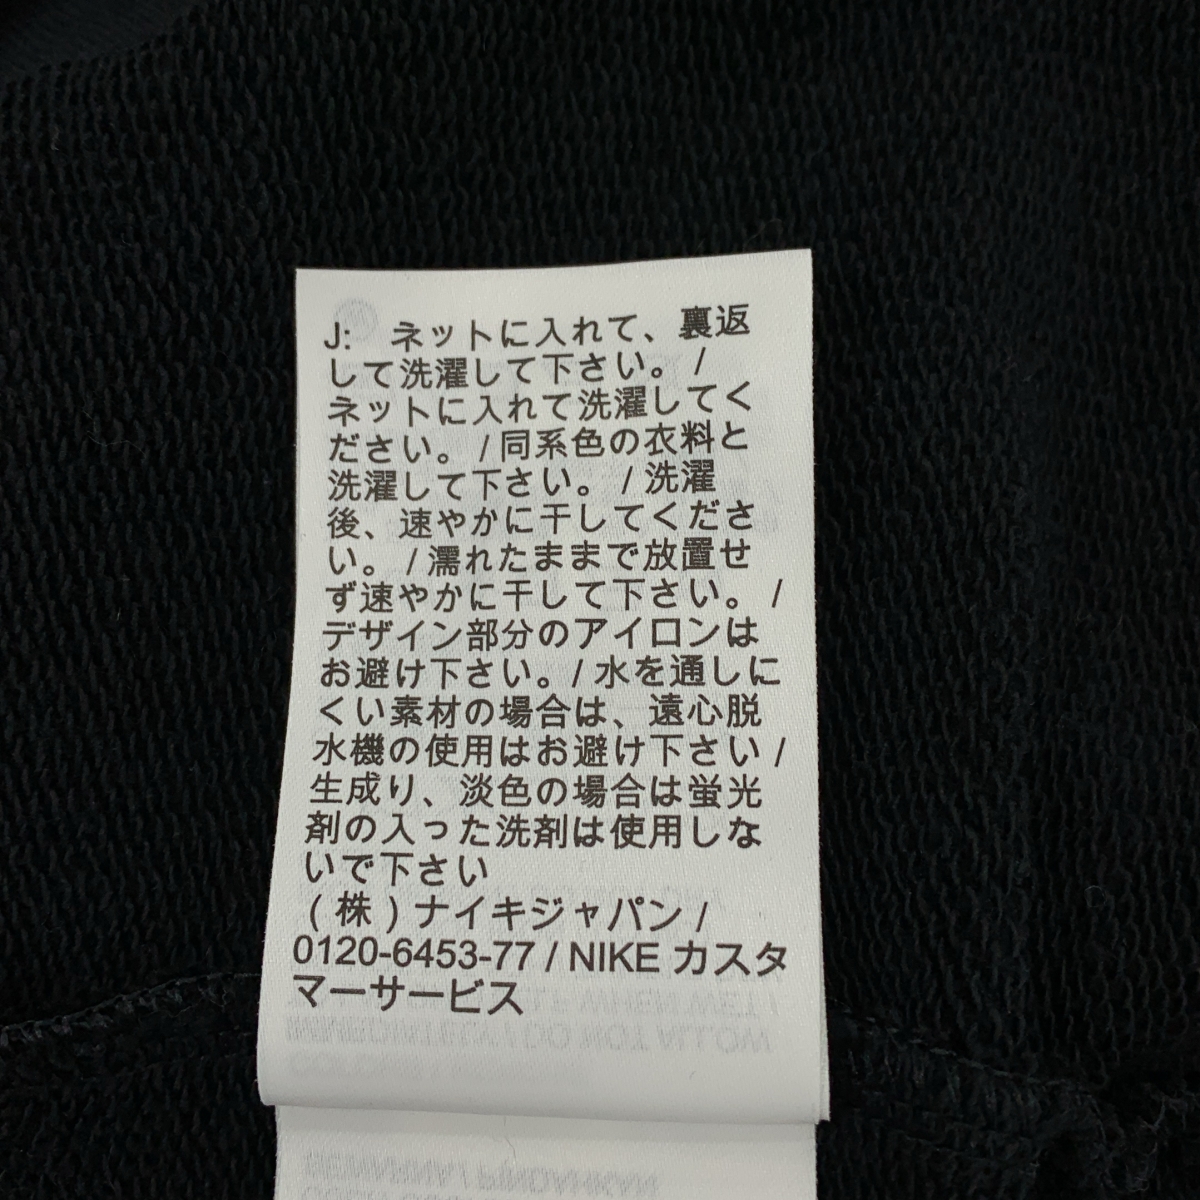 J:　ネットに入れて、裏返
して洗濯して下さい。 /
ネットに入れて洗濯してく
ださい。 / 同系色の衣料と
洗濯して下さい。 / 洗濯
後、速やかに干してくださ
い。 / 濡れたままで放置せ
ず速やかに干して下さい。 /
デザイン部分のアイロンは
お避け下さい。/ 水を通しに
くい素材の場合は、遠心脱
水機の使用はお避け下さい /
生成り、淡色の場合は蛍光
剤の入った洗剤は使用しな
いで下さい
( 株 ) ナイキジャパン /
0120-6453-77 / NIKE カスタ
マーサービス